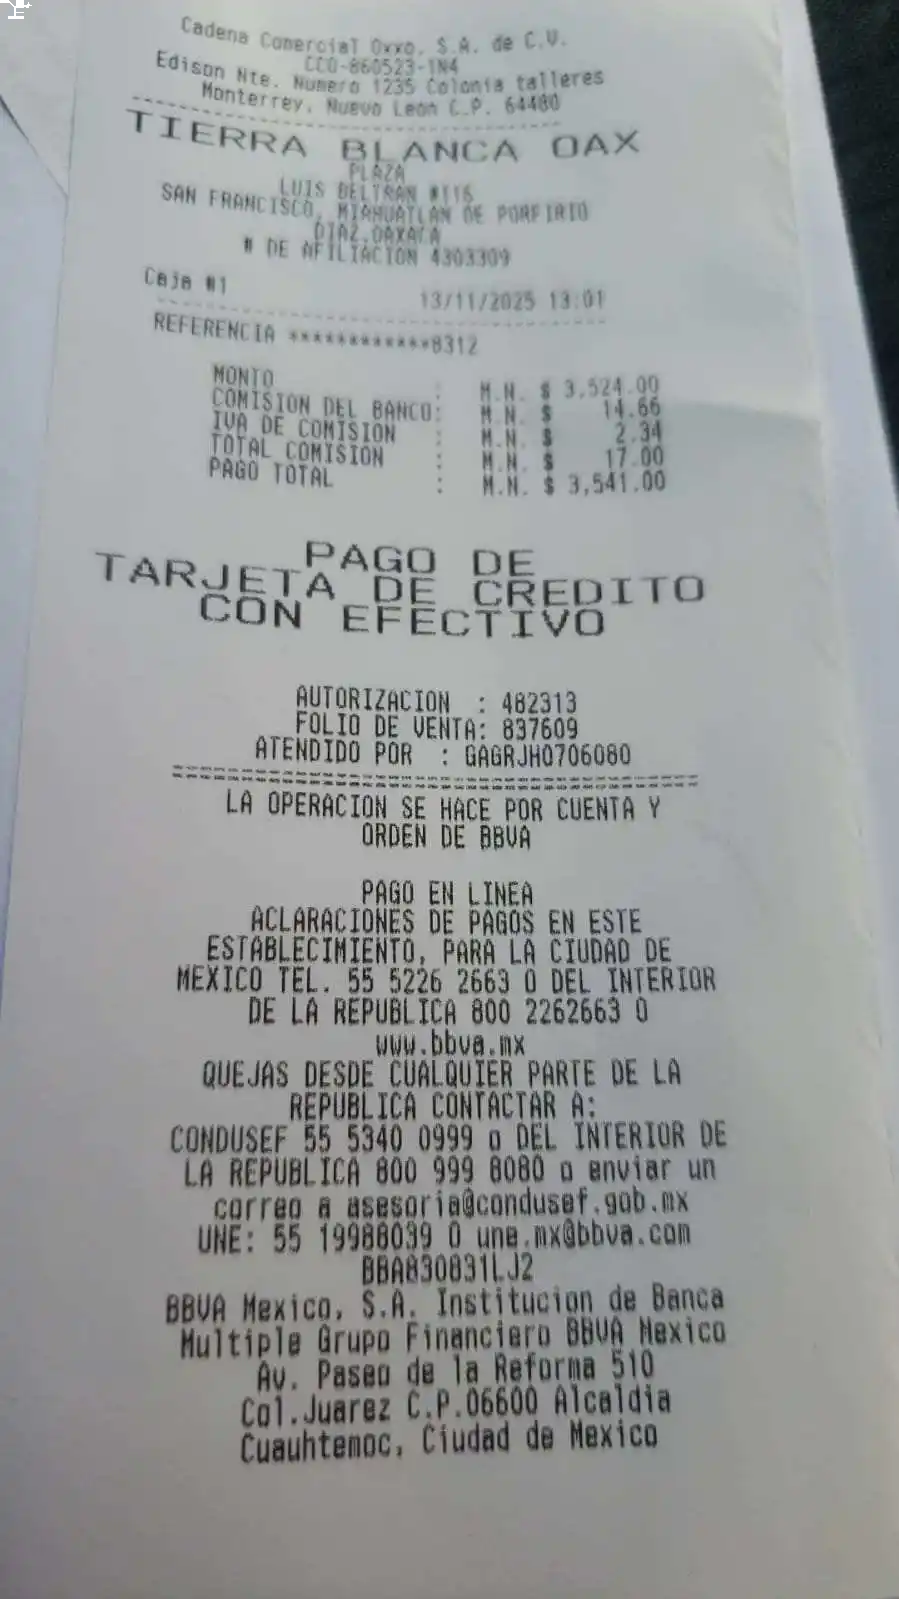 Cadena Comercial Oxxo, S.A. de C.V.
CCO-860523-1N4
Edison Nte. Numero 1235 Colonia talleres
Monterrey, Nuevo Leon C.P. 64480
TIERRA BLANCA OAX
PLAZA
LUIS BELTRAN #116
SAN FRANCISCO, MIAHUATLAN DE PORFIRIO
DIAZ,OAXACA
# DE AFILIACION 4303309
Caja #1
13/11/2025 13:01
REFERENCIA ************8312
MONTO : M.N. $ 3,524.00
COMISION DEL BANCO: M.N. $ 14.66
IVA DE COMISION : M.N. $ 2.34
TOTAL COMISION : M.N. $ 17.00
PAGO TOTAL : M.N. $ 3,541.00
PAGO DE
TARJETA DE CREDITO
CON EFECTIVO
AUTORIZACION : 482313
FOLIO DE VENTA: 837609
ATENDIDO POR : GAGRJHO706080
LA OPERACION SE HACE POR CUENTA Y
ORDEN DE BBVA
PAGO EN LINEA
ACLARACIONES DE PAGOS EN ESTE
ESTABLECIMIENTO, PARA LA CIUDAD DE
MEXICO TEL. 55 5226 2663 O DEL INTERIOR
DE LA REPUBLICA 800 2262663 O
www.bbva.mx
QUEJAS DESDE CUALQUIER PARTE DE LA
REPUBLICA CONTACTAR A:
CONDUSEF 55 5340 0999 o DEL INTERIOR DE
LA REPUBLICA 800 999 8080 o enviar un
correo a asesoria@condusef.gob.mx
UNE: 55 19988039 O une.mx@bbva.com
BBA830831LJ2
BBVA Mexico, S.A. Institucion de Banca
Multiple Grupo Financiero BBVA Mexico
Av. Paseo de la Reforma 510
Col.Juarez C.P.06600 Alcaldia
Cuauhtemoc, Ciudad de Mexico